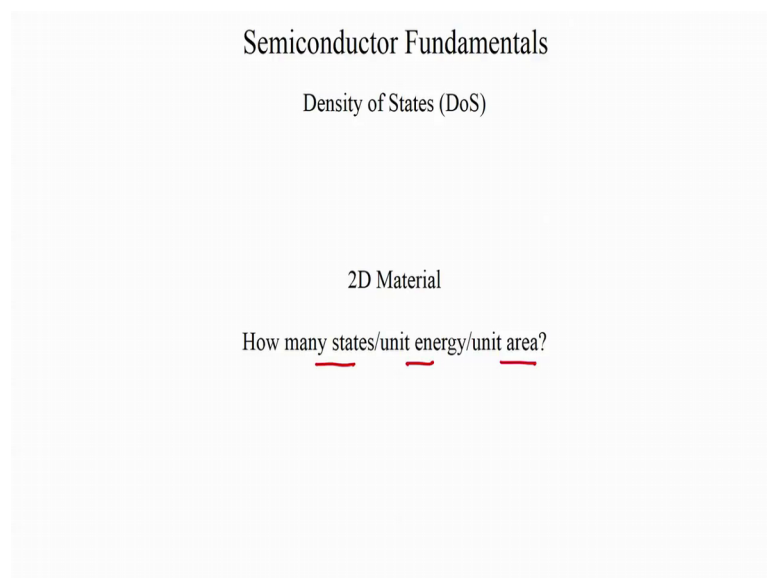 Semiconductor Fundamentals
Density of States (DoS)
2D Material
How many states/unit energy/unit area?